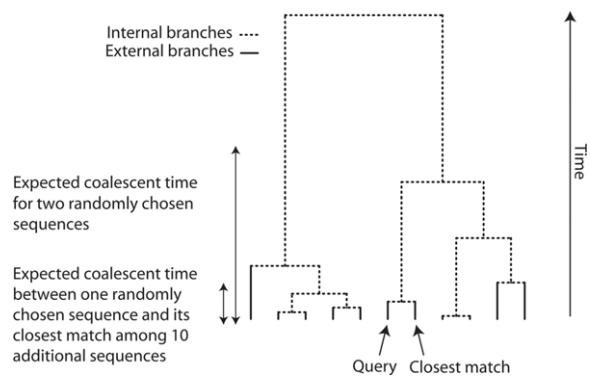 Internal branches
External branches
Time
Expected coalescent time
for two randomly chosen
sequences
Expected coalescent time
between one randomly
chosen sequence and its
closest match among 10
additional sequences
Query
Closest match